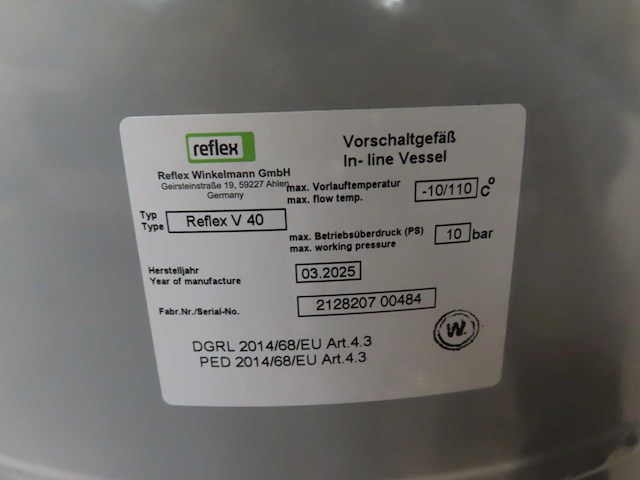 reflex
Vorschaltgefäß
In- line Vessel
Reflex Winkelmann GmbH
Geirsteinstraße 19, 59227 Ahlen
Germany
max. Vorlauftemperatur
max. flow temp.
-10/110 C°
Typ
Type
Reflex V 40
max. Betriebsüberdruck (PS)
max. working pressure
10 bar
Herstelljahr
Year of manufacture
03.2025
Fabr.Nr./Serial-No.
2128207 00484
W.
DGRL 2014/68/EU Art.4.3
PED 2014/68/EU Art.4.3